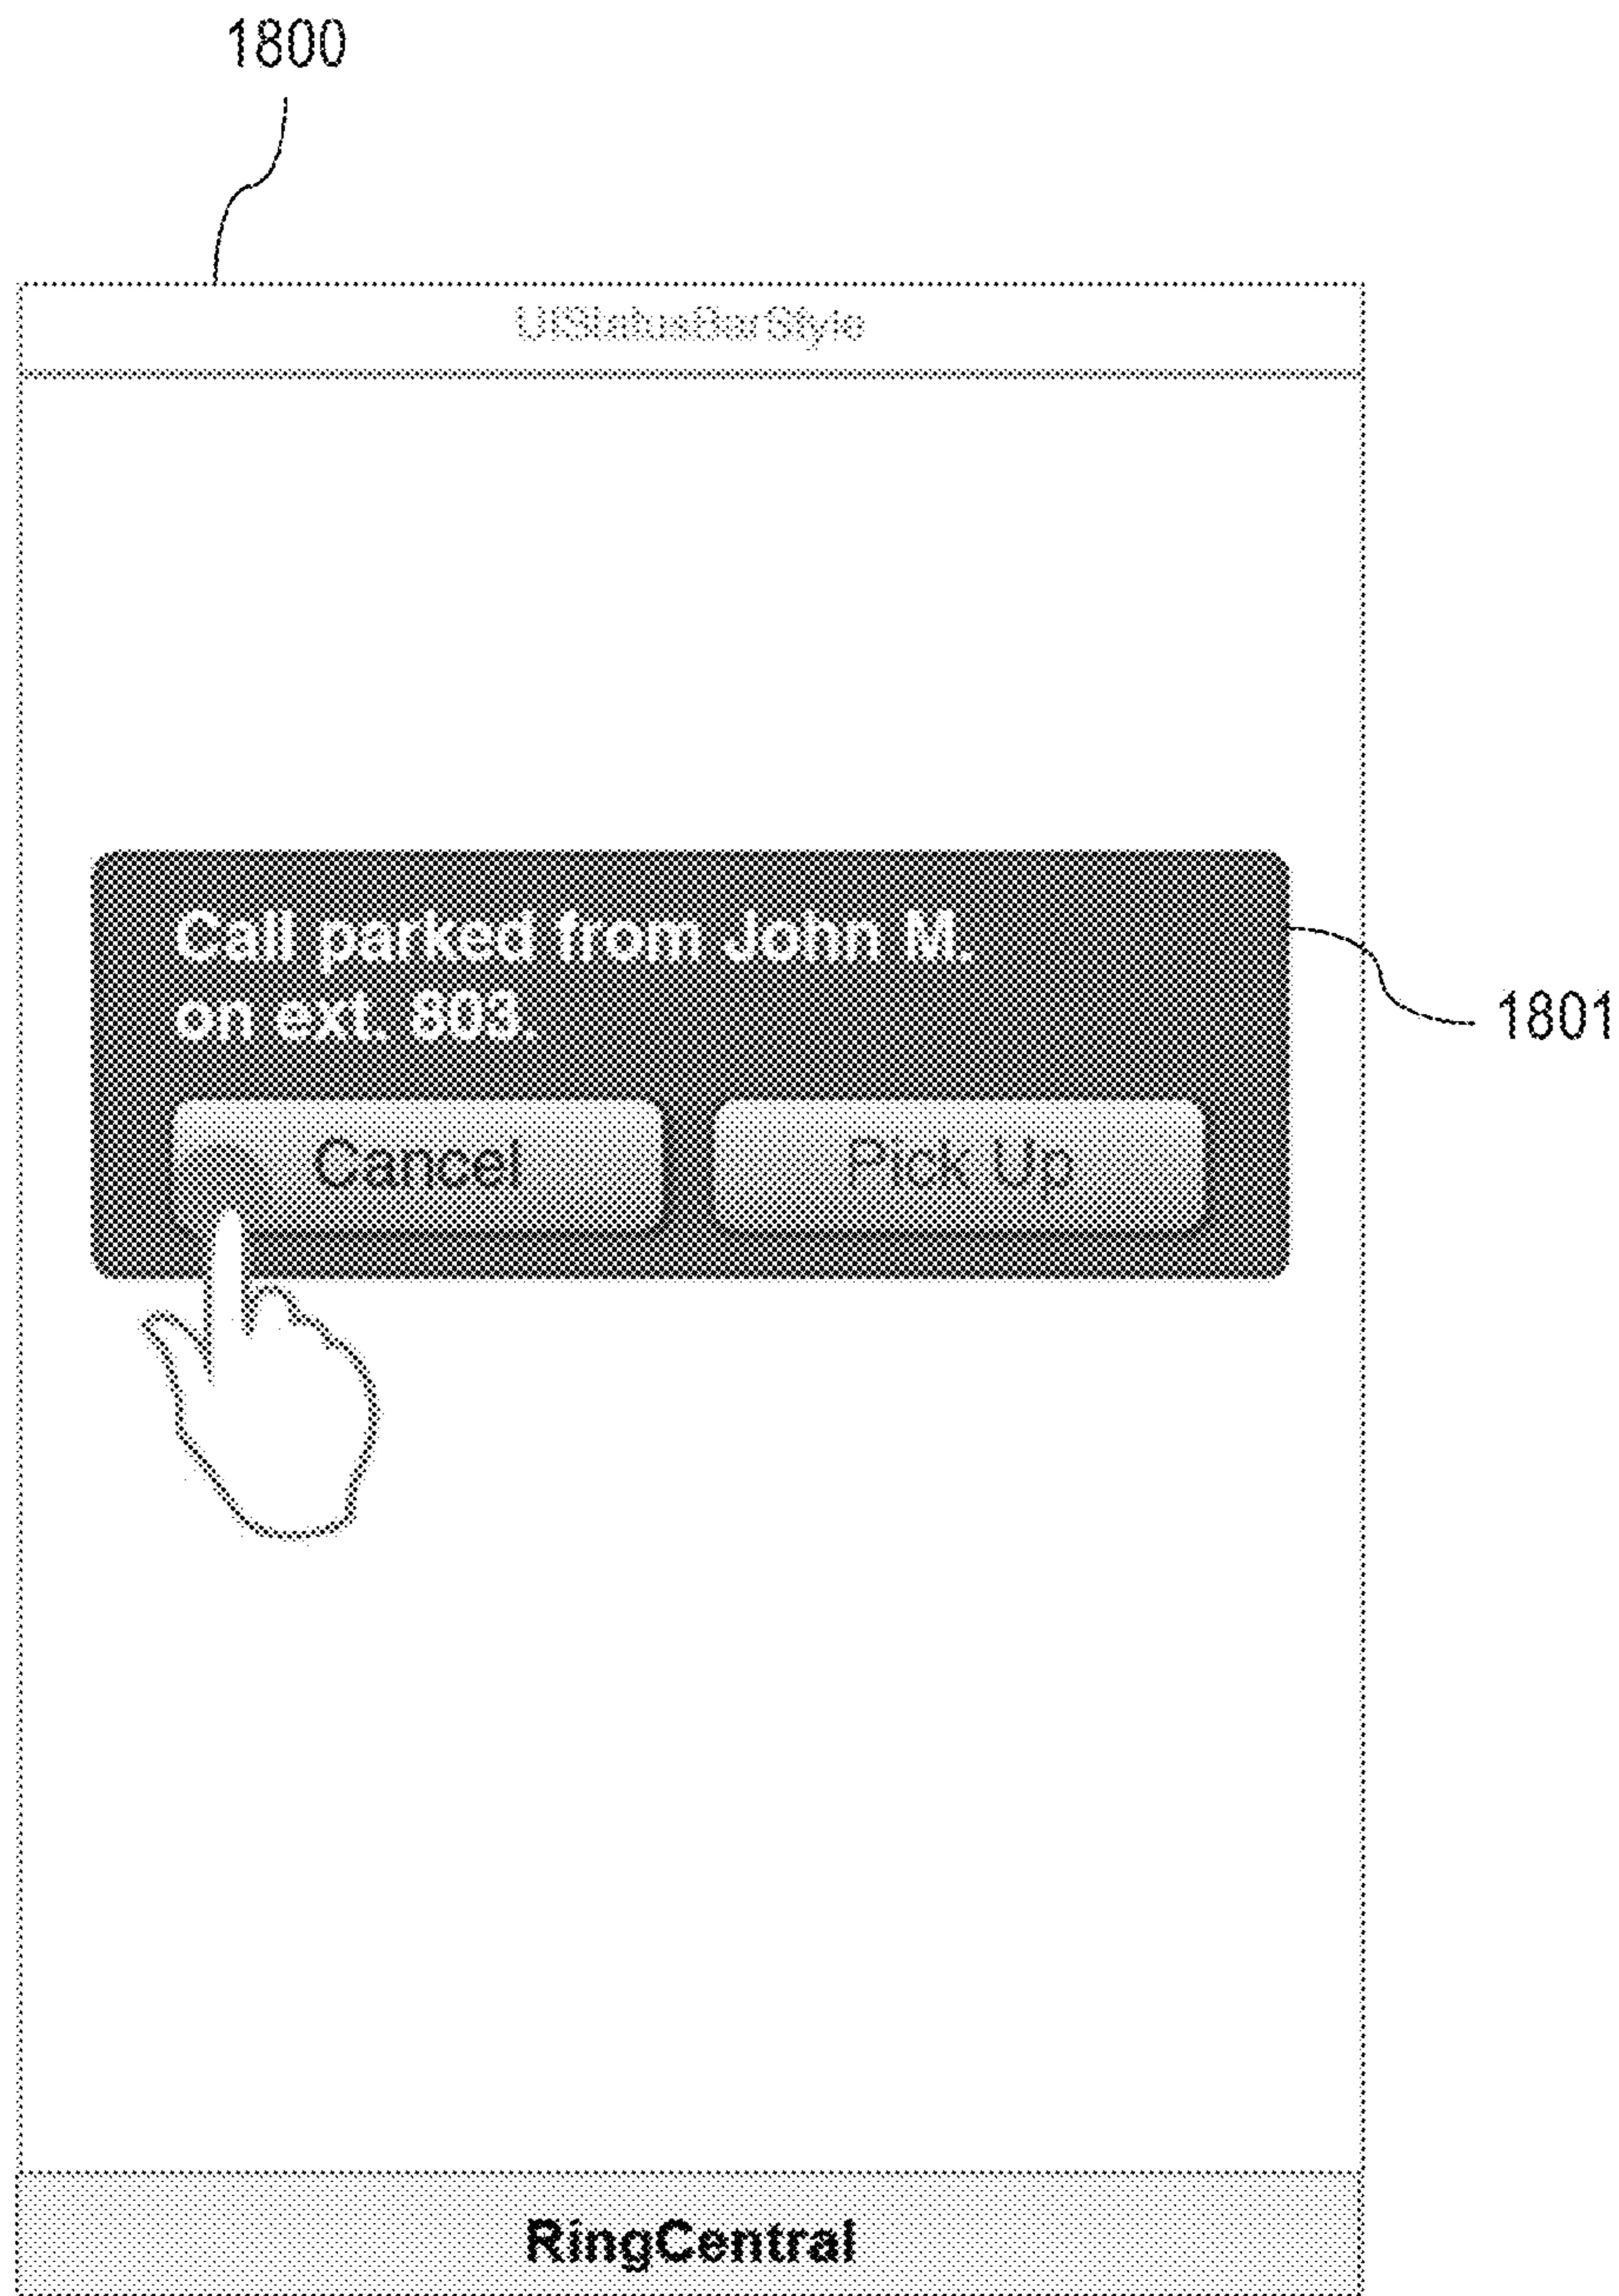 1800
UIStatusBarStyle
Call parked from John M.
on ext. 803.
1801
Cancel
Pick Up
RingCentral